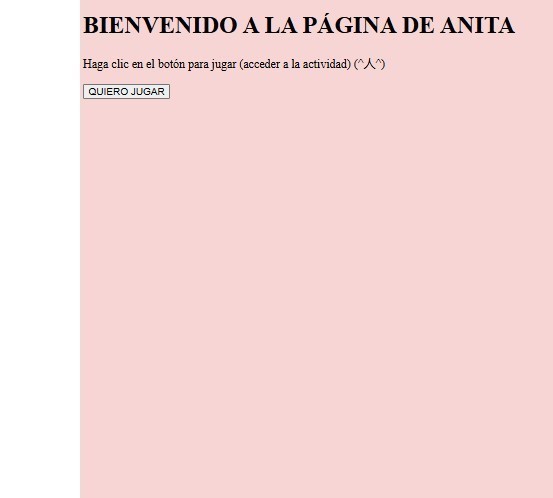 BIENVENIDO A LA PÁGINA DE ANITA
Haga clic en el botón para jugar (acceder a la actividad) (^人^)
QUIERO JUGAR